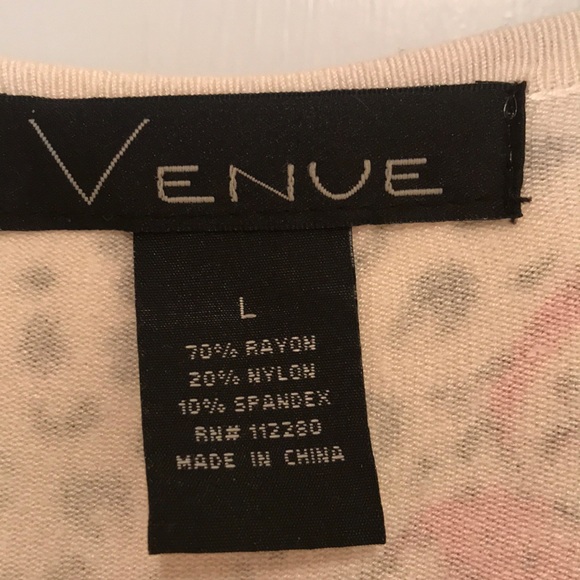 VENUE
L
70% RAYON
20% NYLON
10% SPANDEX
RN# 112280
MADE IN CHINA